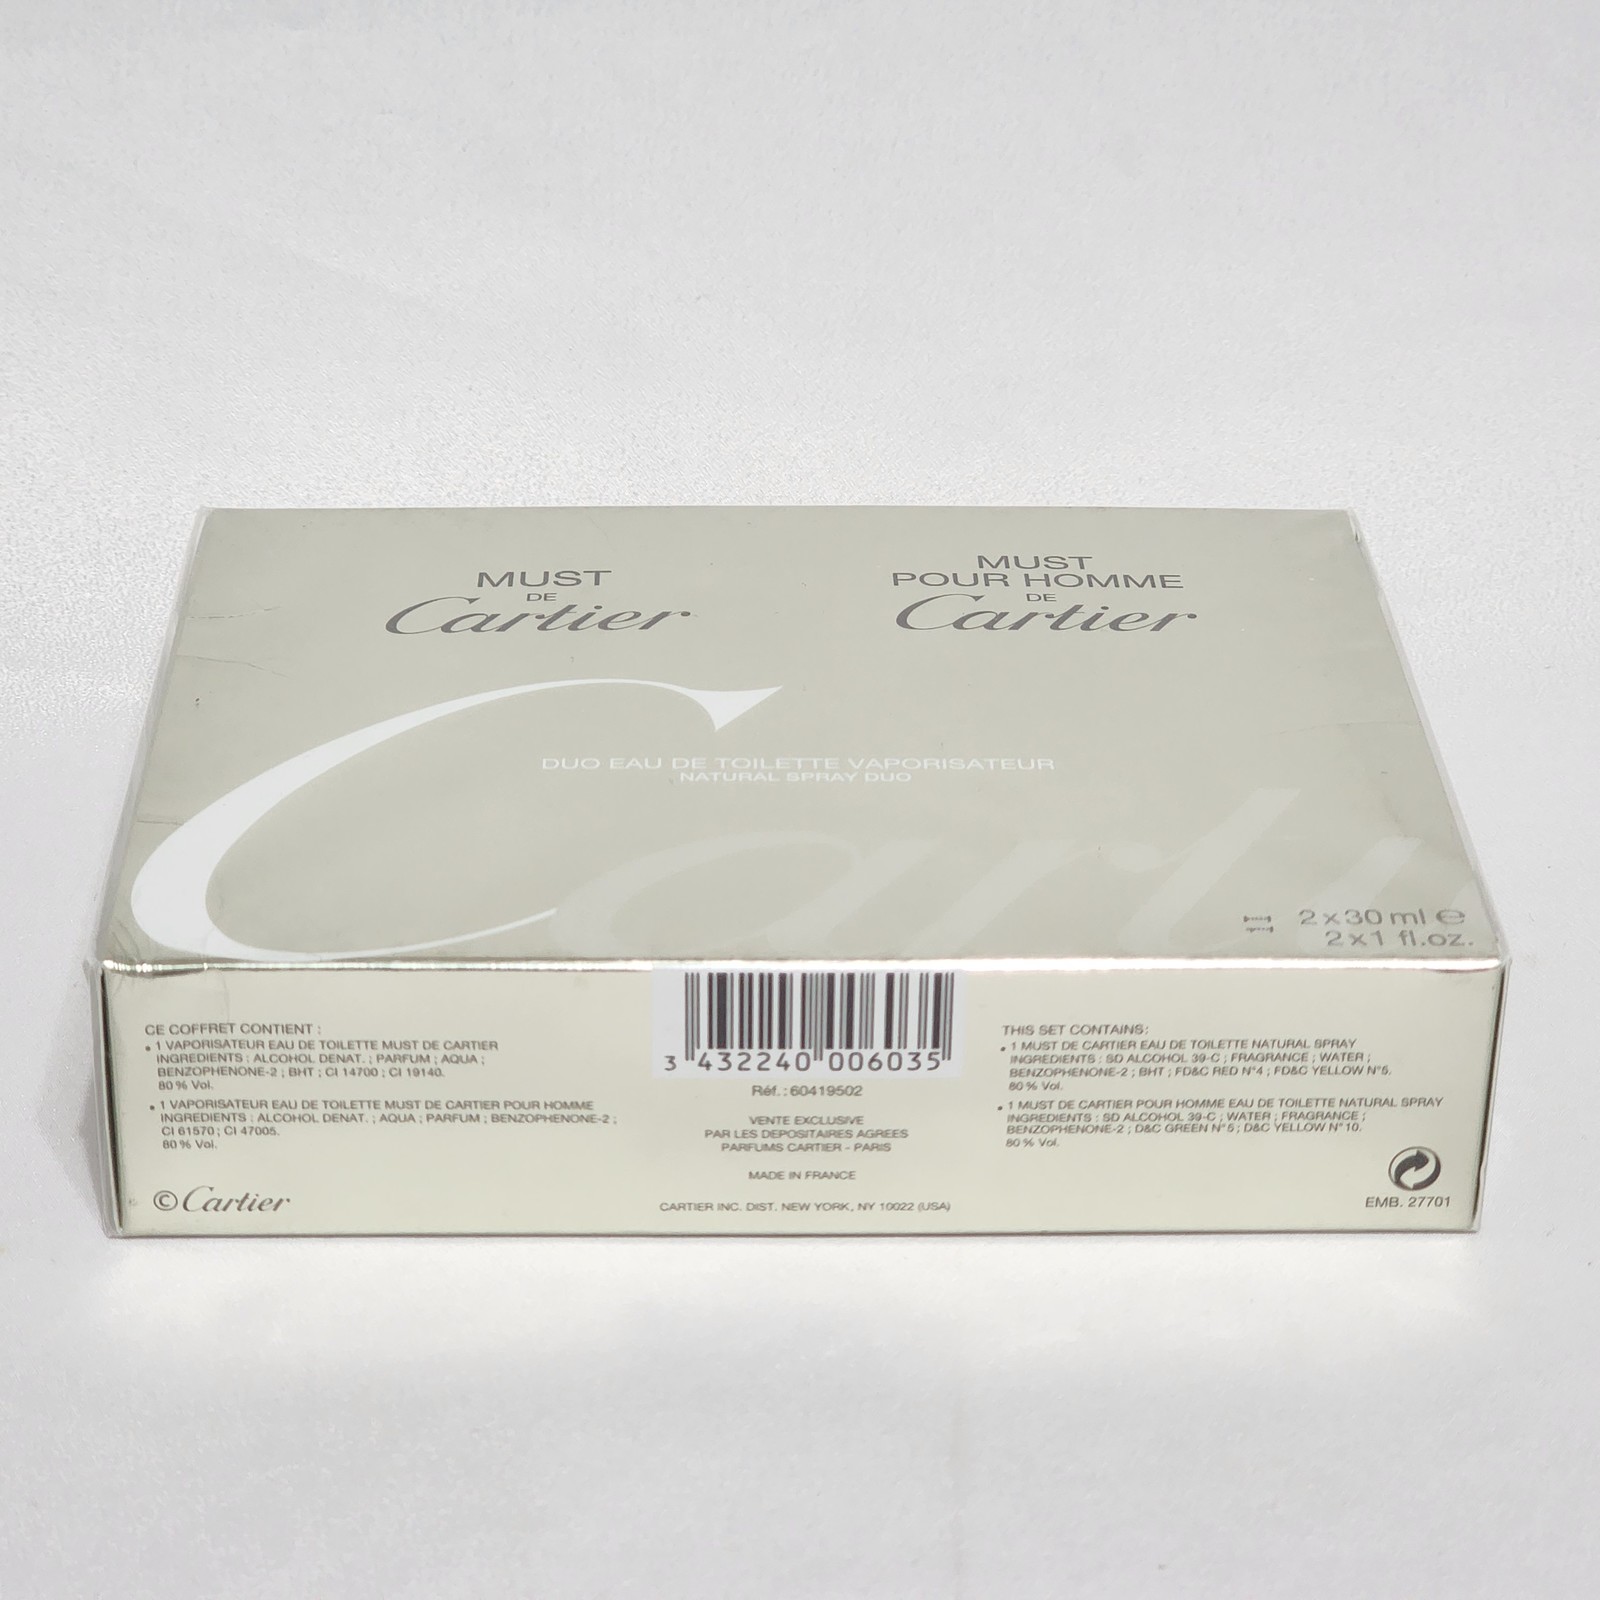 MUST
DE
Cartier
MUST
POUR HOMME
DE
Cartier
DUO EAU DE TOILETTE VAPORISATEUR
NATURAL SPRAY DUO
Cart
2 x 30 ml e
2 x 1 fl.oz.
CE COFFRET CONTIENT :
• 1 VAPORISATEUR EAU DE TOILETTE MUST DE CARTIER
INGREDIENTS : ALCOHOL DENAT. ; PARFUM ; AQUA ;
BENZOPHENONE-2 ; BHT ; CI 14700 ; CI 19140.
80 % Vol.
• 1 VAPORISATEUR EAU DE TOILETTE MUST DE CARTIER POUR HOMME
INGREDIENTS : ALCOHOL DENAT. ; AQUA ; PARFUM ; BENZOPHENONE-2 ;
CI 61570 ; CI 47005.
80 % Vol.
© Cartier
3 432240 006035
Réf. : 60419502
VENTE EXCLUSIVE
PAR LES DEPOSITAIRES AGREES
PARFUMS CARTIER - PARIS
MADE IN FRANCE
CARTIER INC. DIST. NEW YORK, NY 10022 (USA)
THIS SET CONTAINS:
• 1 MUST DE CARTIER EAU DE TOILETTE NATURAL SPRAY
INGREDIENTS : SD ALCOHOL 39-C ; FRAGRANCE ; WATER ;
BENZOPHENONE-2 ; BHT ; FD&C RED N°4 ; FD&C YELLOW N°5.
80 % Vol.
• 1 MUST DE CARTIER POUR HOMME EAU DE TOILETTE NATURAL SPRAY
INGREDIENTS : SD ALCOHOL 39-C ; WATER ; FRAGRANCE ;
BENZOPHENONE-2 ; D&C GREEN N°5 ; D&C YELLOW N°10.
80 % Vol.
EMB. 27701